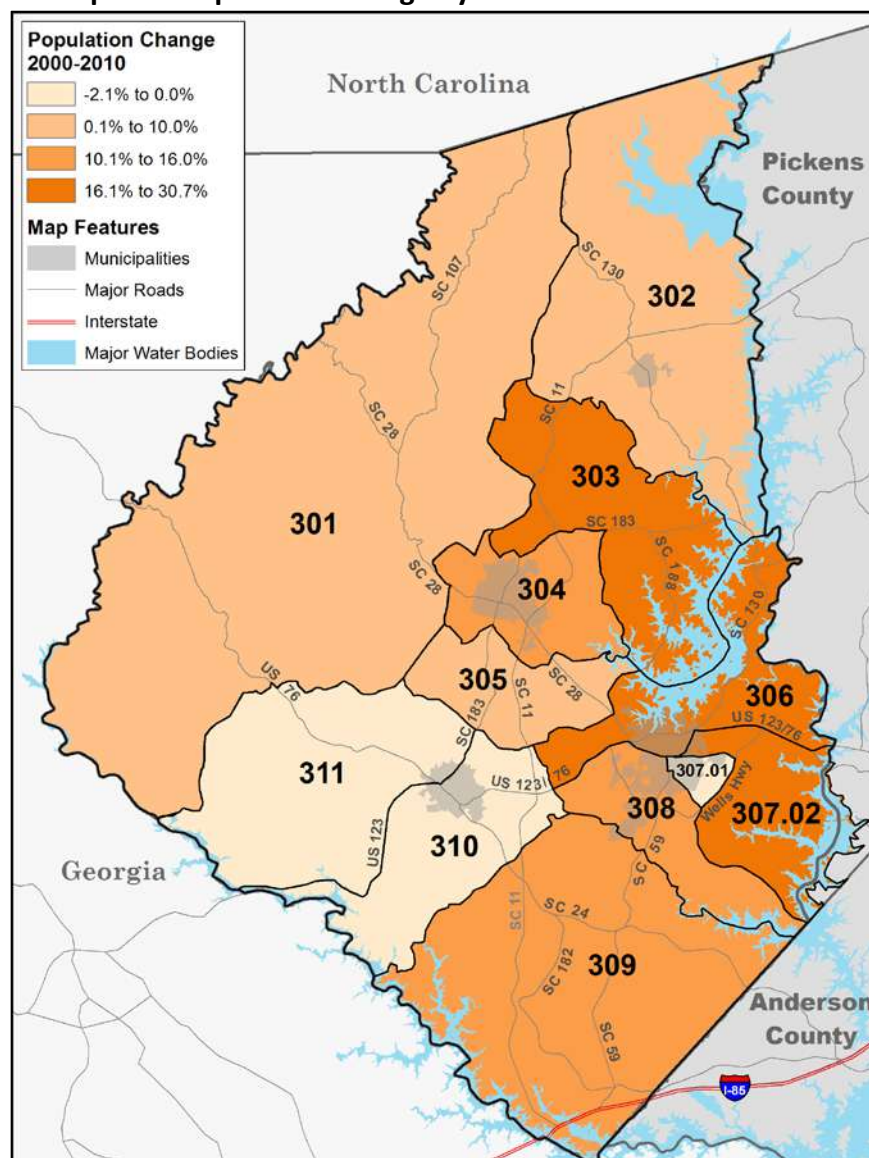 Population Change
2000-2010
-2.1% to 0.0%
0.1% to 10.0%
10.1% to 16.0%
16.1% to 30.7%
Map Features
Municipalities
Major Roads
Interstate
Major Water Bodies
North Carolina
Pickens
County
SC 107
SC 130
302
SC 11
SC 28
303
301
SC 183
SC 188
304
SC 28
SC 130
305
SC 28
SC 183
SC 11
US 76
306
US 123/76
311
307.01
US 123/76
Wells Hwy
308
307.02
310
US 123
SC 59
Georgia
SC 11
SC 24
309
SC 182
Anderson
County
SC 59
I-85